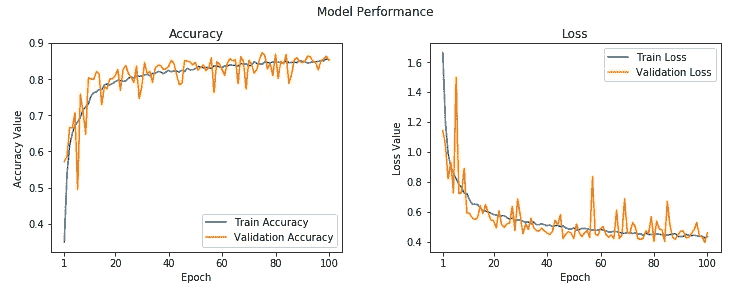 Model Performance
Accuracy
Accuracy Value
0.9
0.8
0.7
0.6
0.5
0.4
1 20 40 60 80 100
Epoch
Train Accuracy
Validation Accuracy
Loss
Loss Value
1.6
1.4
1.2
1.0
0.8
0.6
0.4
1 20 40 60 80 100
Epoch
Train Loss
Validation Loss